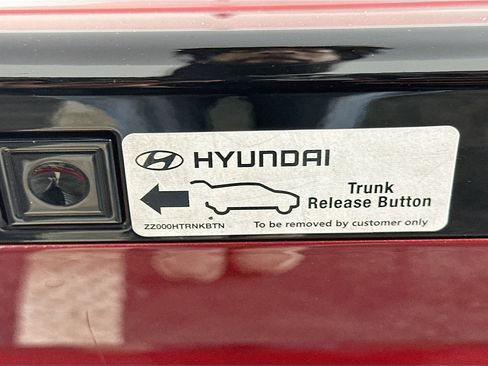 HYUNDAI
Trunk
Release Button
ZZ000HTRNKBTN To be removed by customer only